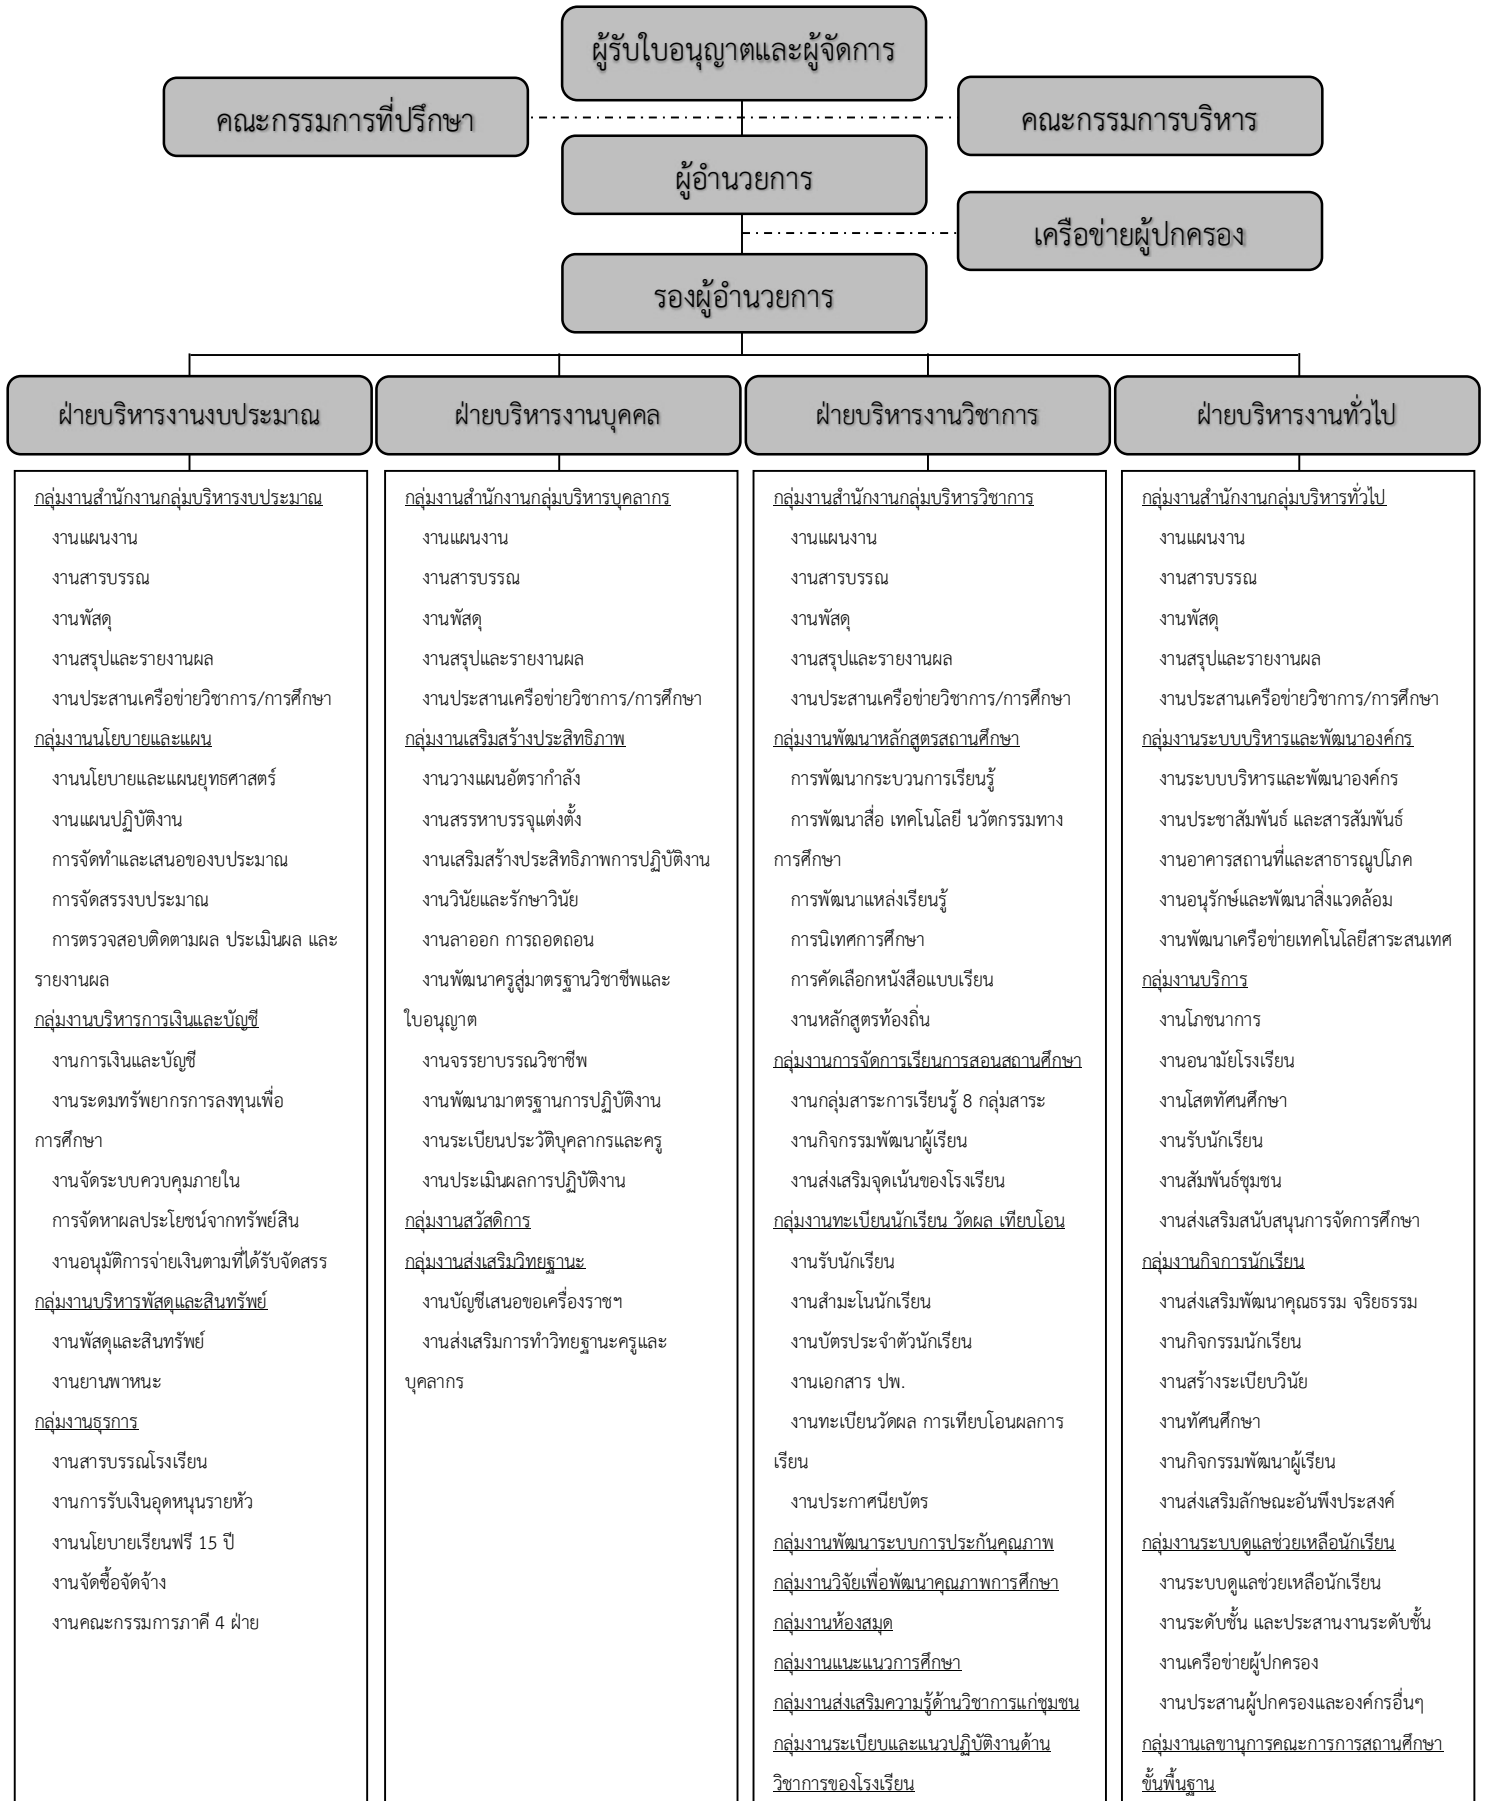 ผู้รับใบอนุญาตและผู้จัดการ
คณะกรรมการที่ปรึกษา
คณะกรรมการบริหาร
ผู้อำนวยการ
เครือข่ายผู้ปกครอง
รองผู้อำนวยการ
ฝ่ายบริหารงานงบประมาณ
ฝ่ายบริหารงานบุคคล
ฝ่ายบริหารงานวิชาการ
ฝ่ายบริหารงานทั่วไป
กลุ่มงานสำนักงานกลุ่มบริหารงบประมาณ
งานแผนงาน
งานสารบรรณ
งานพัสดุ
งานสรุปและรายงานผล
งานประสานเครือข่ายวิชาการ/การศึกษา
กลุ่มงานนโยบายและแผน
งานนโยบายและแผนยุทธศาสตร์
งานแผนปฏิบัติงาน
การจัดทำและเสนอของบประมาณ
การจัดสรรงบประมาณ
การตรวจสอบติดตามผล ประเมินผล และ
รายงานผล
กลุ่มงานบริหารการเงินและบัญชี
งานการเงินและบัญชี
งานระดมทรัพยากรการลงทุนเพื่อ
การศึกษา
งานจัดระบบควบคุมภายใน
การจัดหาผลประโยชน์จากทรัพย์สิน
งานอนุมัติการจ่ายเงินตามที่ได้รับจัดสรร
กลุ่มงานบริหารพัสดุและสินทรัพย์
งานพัสดุและสินทรัพย์
งานยานพาหนะ
กลุ่มงานธุรการ
งานสารบรรณโรงเรียน
งานการรับเงินอุดหนุนรายหัว
งานนโยบายเรียนฟรี 15 ปี
งานจัดซื้อจัดจ้าง
งานคณะกรรมการภาคี 4 ฝ่าย
กลุ่มงานสำนักงานกลุ่มบริหารบุคลากร
งานแผนงาน
งานสารบรรณ
งานพัสดุ
งานสรุปและรายงานผล
งานประสานเครือข่ายวิชาการ/การศึกษา
กลุ่มงานเสริมสร้างประสิทธิภาพ
งานวางแผนอัตรากำลัง
งานสรรหาบรรจุแต่งตั้ง
งานเสริมสร้างประสิทธิภาพการปฏิบัติงาน
งานวินัยและรักษาวินัย
งานลาออก การถอดถอน
งานพัฒนาครูสู่มาตรฐานวิชาชีพและ
ใบอนุญาต
งานจรรยาบรรณวิชาชีพ
งานพัฒนามาตรฐานการปฏิบัติงาน
งานระเบียนประวัติบุคลากรและครู
งานประเมินผลการปฏิบัติงาน
กลุ่มงานสวัสดิการ
กลุ่มงานส่งเสริมวิทยฐานะ
งานบัญชีเสนอขอเครื่องราชฯ
งานส่งเสริมการทำวิทยฐานะครูและ
บุคลากร
กลุ่มงานสำนักงานกลุ่มบริหารวิชาการ
งานแผนงาน
งานสารบรรณ
งานพัสดุ
งานสรุปและรายงานผล
งานประสานเครือข่ายวิชาการ/การศึกษา
กลุ่มงานพัฒนาหลักสูตรสถานศึกษา
การพัฒนากระบวนการเรียนรู้
การพัฒนาสื่อ เทคโนโลยี นวัตกรรมทาง
การศึกษา
การพัฒนาแหล่งเรียนรู้
การนิเทศการศึกษา
การคัดเลือกหนังสือแบบเรียน
งานหลักสูตรท้องถิ่น
กลุ่มงานการจัดการเรียนการสอนสถานศึกษา
งานกลุ่มสาระการเรียนรู้ 8 กลุ่มสาระ
งานกิจกรรมพัฒนาผู้เรียน
งานส่งเสริมจุดเน้นของโรงเรียน
กลุ่มงานทะเบียนนักเรียน วัดผล เทียบโอน
งานรับนักเรียน
งานสำมะโนนักเรียน
งานบัตรประจำตัวนักเรียน
งานเอกสาร ปพ.
งานทะเบียนวัดผล การเทียบโอนผลการ
เรียน
งานประกาศนียบัตร
กลุ่มงานพัฒนาระบบการประกันคุณภาพ
กลุ่มงานวิจัยเพื่อพัฒนาคุณภาพการศึกษา
กลุ่มงานห้องสมุด
กลุ่มงานแนะแนวการศึกษา
กลุ่มงานส่งเสริมความรู้ด้านวิชาการแก่ชุมชน
กลุ่มงานระเบียบและแนวปฏิบัติงานด้าน
วิชาการของโรงเรียน
กลุ่มงานสำนักงานกลุ่มบริหารทั่วไป
งานแผนงาน
งานสารบรรณ
งานพัสดุ
งานสรุปและรายงานผล
งานประสานเครือข่ายวิชาการ/การศึกษา
กลุ่มงานระบบบริหารและพัฒนาองค์กร
งานระบบบริหารและพัฒนาองค์กร
งานประชาสัมพันธ์ และสารสัมพันธ์
งานอาคารสถานที่และสาธารณูปโภค
งานอนุรักษ์และพัฒนาสิ่งแวดล้อม
งานพัฒนาเครือข่ายเทคโนโลยีสาระสนเทศ
กลุ่มงานบริการ
งานโภชนาการ
งานอนามัยโรงเรียน
งานโสตทัศนศึกษา
งานรับนักเรียน
งานสัมพันธ์ชุมชน
งานส่งเสริมสนับสนุนการจัดการศึกษา
กลุ่มงานกิจการนักเรียน
งานส่งเสริมพัฒนาคุณธรรม จริยธรรม
งานกิจกรรมนักเรียน
งานสร้างระเบียบวินัย
งานทัศนศึกษา
งานกิจกรรมพัฒนาผู้เรียน
งานส่งเสริมลักษณะอันพึงประสงค์
กลุ่มงานระบบดูแลช่วยเหลือนักเรียน
งานระบบดูแลช่วยเหลือนักเรียน
งานระดับชั้น และประสานงานระดับชั้น
งานเครือข่ายผู้ปกครอง
งานประสานผู้ปกครองและองค์กรอื่นๆ
กลุ่มงานเลขานุการคณะการการสถานศึกษา
ขั้นพื้นฐาน